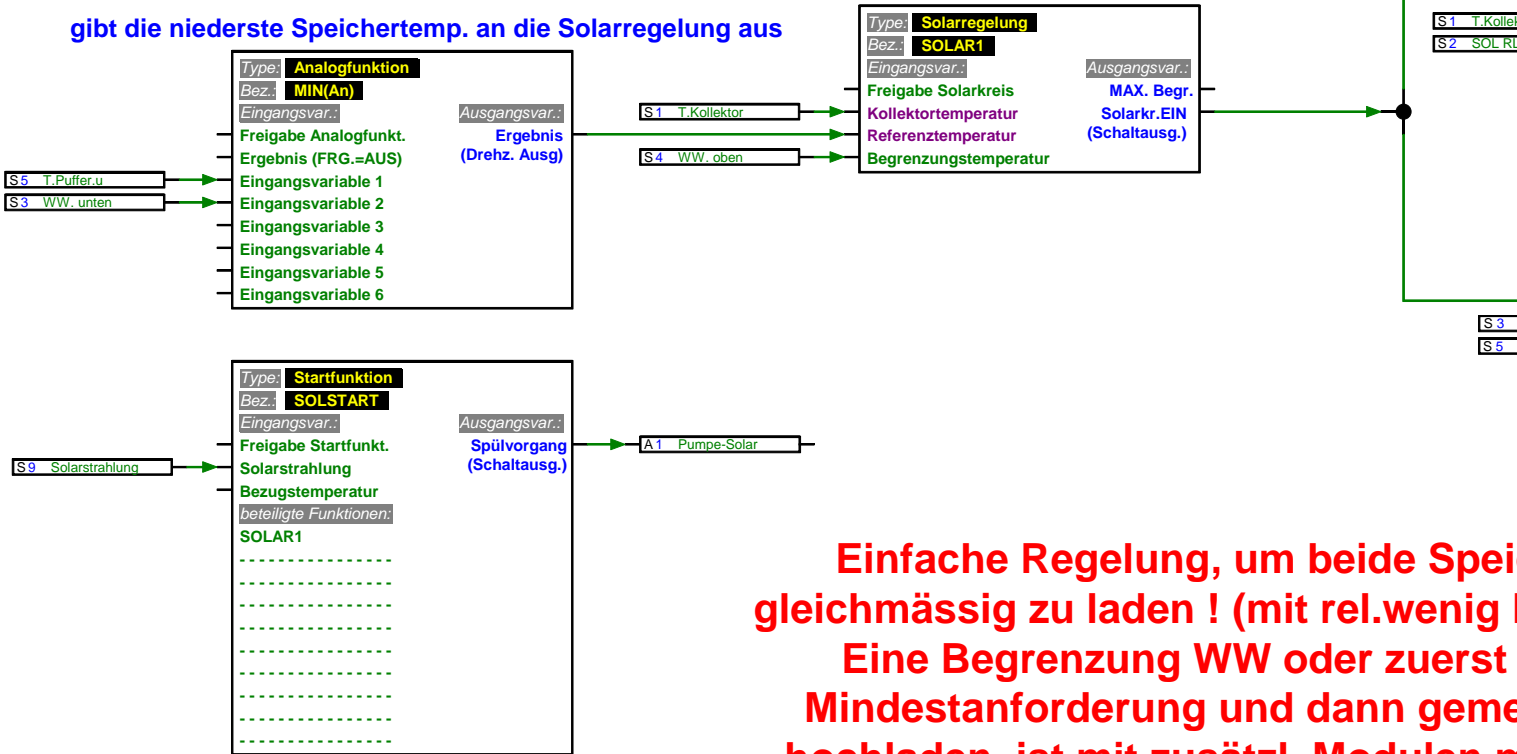 gibt die niederste Speichertemp. an die Solarregelung aus
Type: Analogfunktion
Bez.: MIN(An)
Eingangsvar.: Ausgangsvar.:
Freigabe Analogfunkt. Ergebnis
Ergebnis (FRG.=AUS) (Drehz. Ausg)
S5 T.Puffer.u Eingangsvariable 1
S3 WW. unten Eingangsvariable 2
Eingangsvariable 3
Eingangsvariable 4
Eingangsvariable 5
Eingangsvariable 6
Type: Solarregelung
Bez.: SOLAR1
Eingangsvar.: Ausgangsvar.:
Freigabe Solarkreis MAX. Begr.
S1 T.Kollektor Kollektortemperatur Solarkr.EIN
Referenztemperatur (Schaltausg.)
S4 WW. oben Begrenzungstemperatur
S1
S2 SOL
S3
S5
Type: Startfunktion
Bez.: SOLSTART
Eingangsvar.: Ausgangsvar.:
Freigabe Startfunkt. Spülvorgang
S9 Solarstrahlung Solarstrahlung (Schaltausg.)
A1 Pumpe-Solar
Bezugstemperatur
beteiligte Funktionen:
SOLAR1
Einfache Regelung, um beide
gleichmässig zu laden ! (mit rel.wenig
Eine Begrenzung WW oder zuerst
Mindestanforderung und dann
hochladen, ist mit zusätzl. Modulen